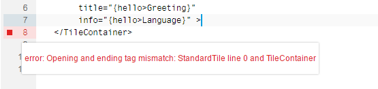 6 title="{hello>Greeting}"
7 info="{hello>Language}" >
8 </TileContainer>
error: Opening and ending tag mismatch: StandardTile line 0 and TileContainer